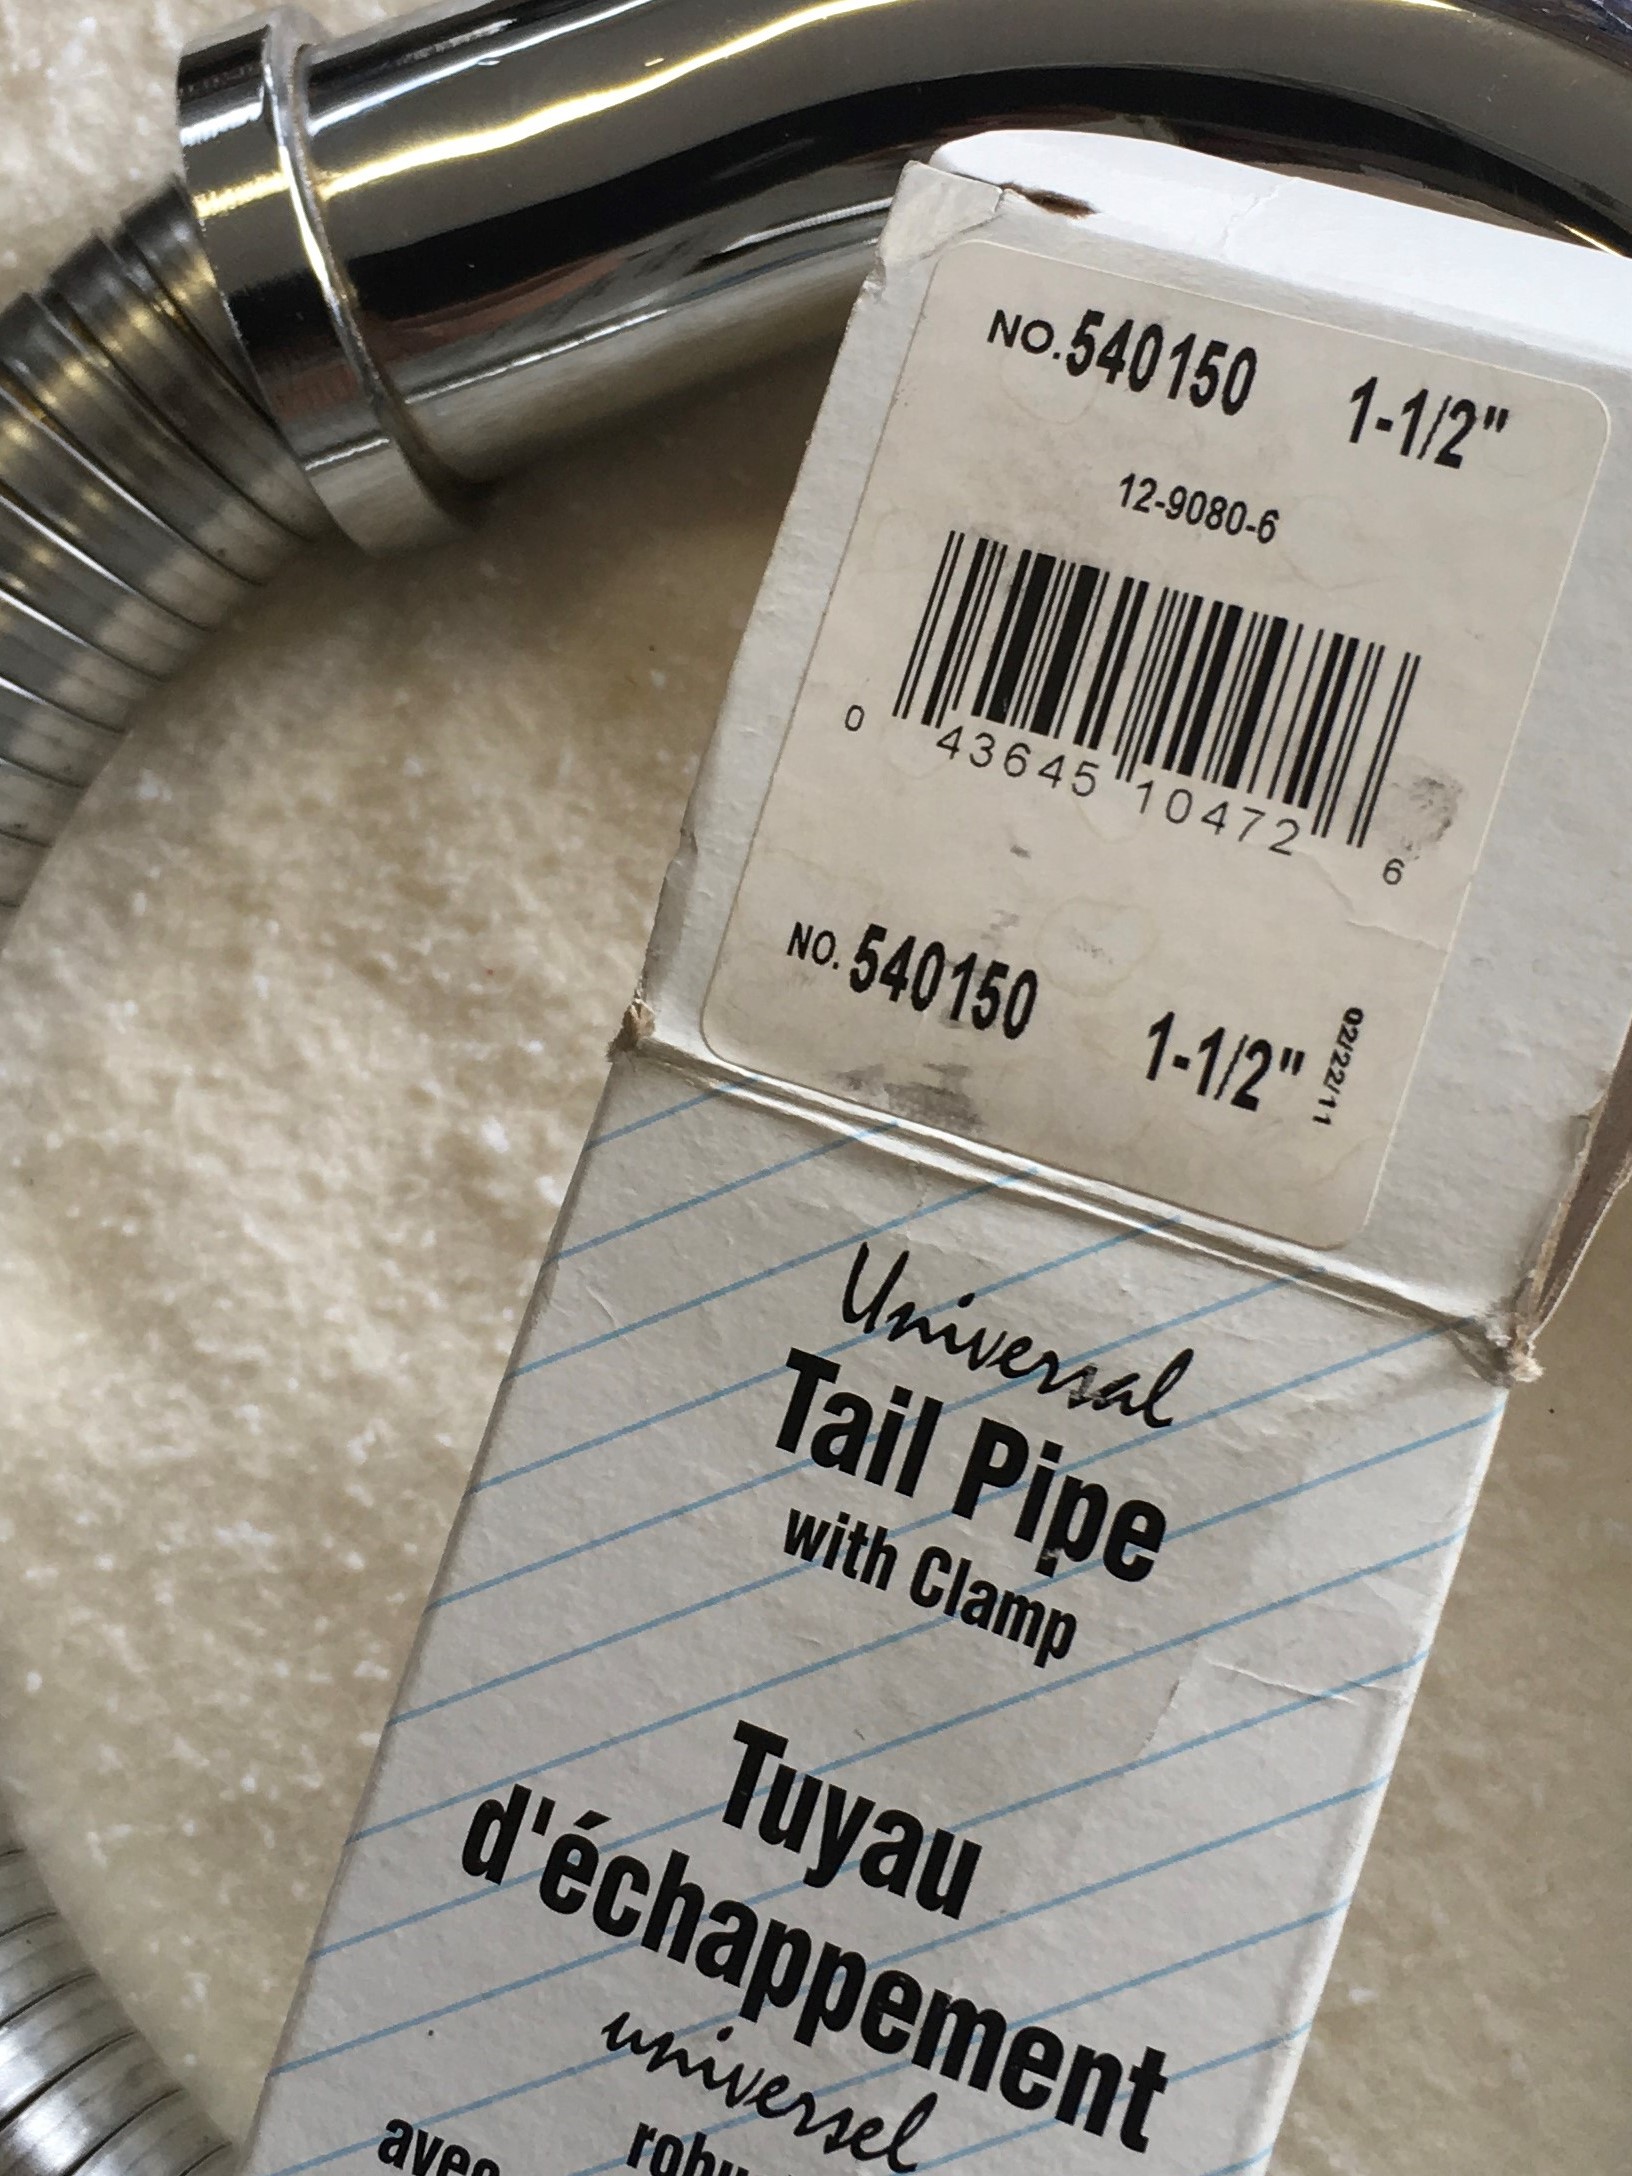 NO. 540150 1-1/2"
12-9080-6
0 43645 10472 6
NO. 540150 1-1/2"
02/22/11
Universal
Tail Pipe
with Clamp
Tuyau
d'échappement
universel
avec